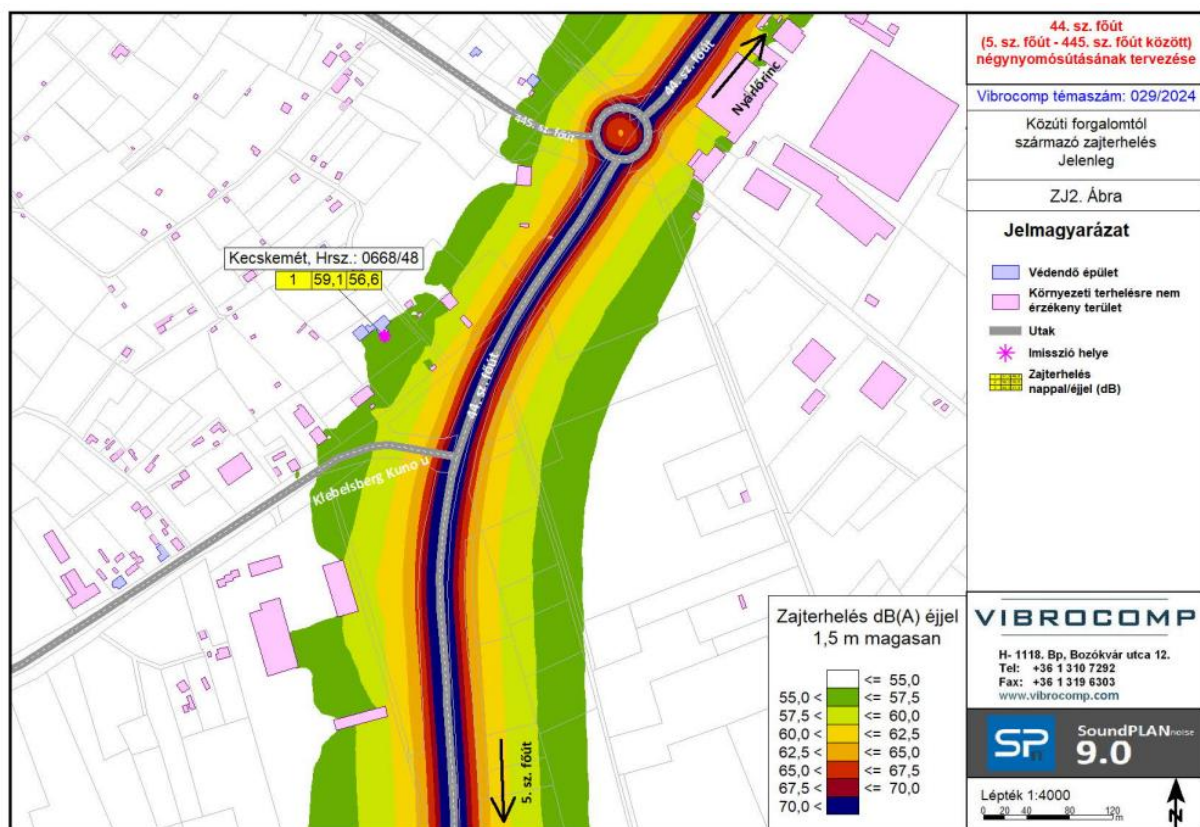 44. sz. főút
(5. sz. főút - 445. sz. főút között)
négynyomósútásának tervezése
Vibrocomp témaszám: 029/2024
Közúti forgalomtól
származó zajterhelés
Jelenleg
ZJ2. Ábra
Jelmagyarázat
Védendő épület
Környezeti terhelésre nem
érzékeny terület
Utak
Imisszió helye
Zajterhelés
nappal/éjjel (dB)
44. sz. főút
Nyárlőrinc
445. sz. főút
Kecskemét, Hrsz.: 0668/48
1 59,1 56,6
44. sz. főút
Klebelsberg Kuno u
5. sz. főút
Zajterhelés dB(A) éjjel
1,5 m magasan
<= 55,0
55,0 < <= 57,5
57,5 < <= 60,0
60,0 < <= 62,5
62,5 < <= 65,0
65,0 < <= 67,5
67,5 < <= 70,0
70,0 <
VIBROCOMP
H- 1118. Bp, Bozókvár utca 12.
Tel: +36 1 310 7292
Fax: +36 1 319 6303
www.vibrocomp.com
SPn
SoundPLANnoise
9.0
Lépték 1:4000
0 20 40 80 120
m
N